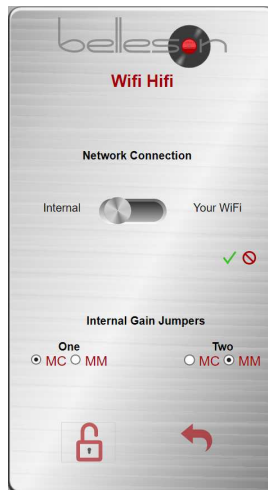 belleson
Wifi Hifi
Network Connection
Internal Your WiFi
Internal Gain Jumpers
One Two
MC MM MC MM